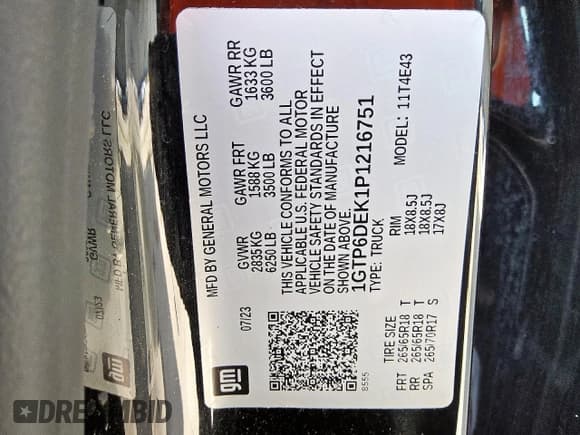 MFD BY GENERAL MOTORS LLC
07/23
GVWR GAWR FRT GAWR RR
2835 KG 1588 KG 1633 KG
6250 LB 3500 LB 3600 LB
THIS VEHICLE CONFORMS TO ALL
APPLICABLE U.S. FEDERAL MOTOR
VEHICLE SAFETY STANDARDS IN EFFECT
ON THE DATE OF MANUFACTURE
SHOWN ABOVE.
1GTP6DEK1P1216751
TYPE: TRUCK MODEL: 11T4E43
gm
8555
TIRE SIZE RIM
FRT 265/65R18 T 18X8.5J
RR 265/65R18 T 18X8.5J
SPA 265/70R17 S 17X8J
DREAMBID